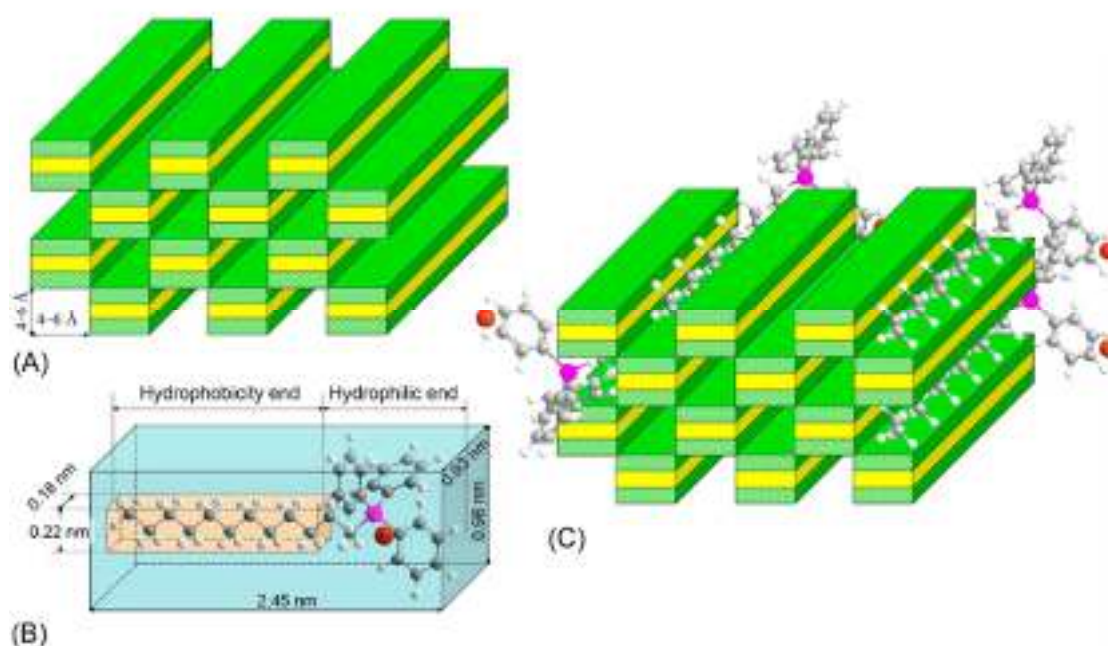 4-6 Å
4-6 Å
(A)
Hydrophobicity end
Hydrophilic end
0.18 nm
0.22 nm
0.93 nm
0.96 nm
2.45 nm
(B)
(C)